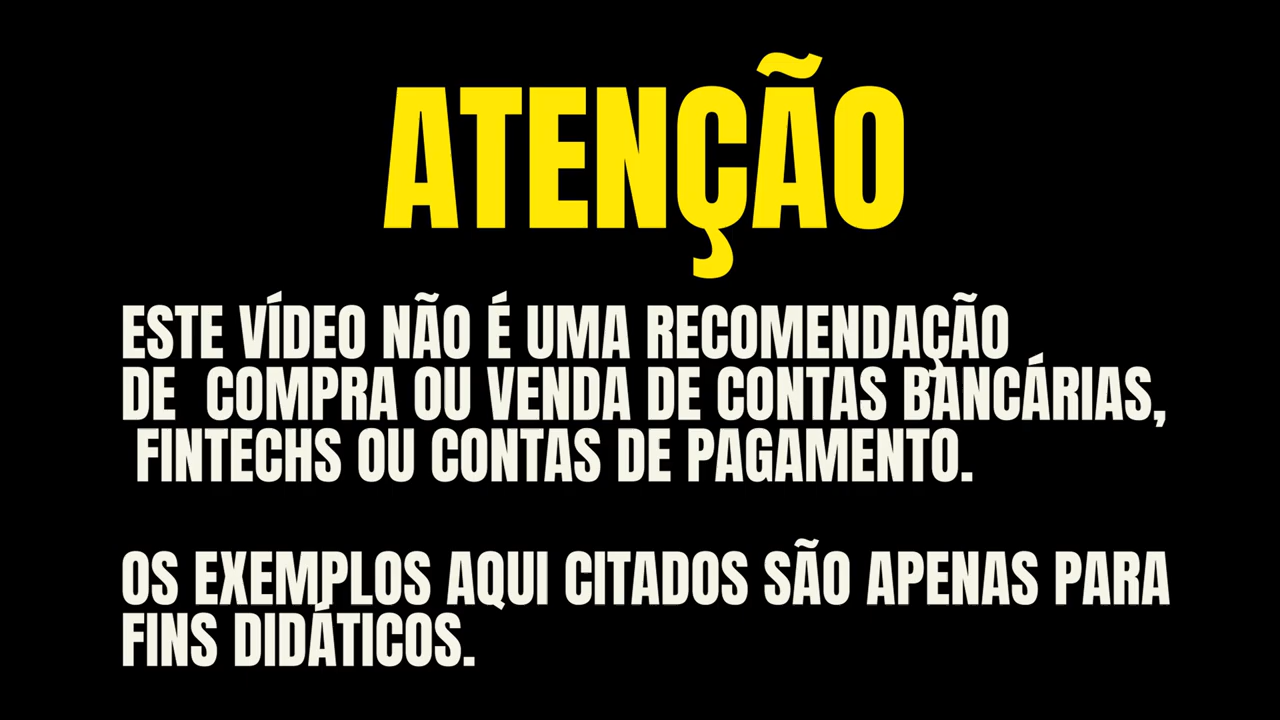 ATENÇÃO
ESTE VÍDEO NÃO É UMA RECOMENDAÇÃO
DE COMPRA OU VENDA DE CONTAS BANCÁRIAS,
FINTECHS OU CONTAS DE PAGAMENTO.
OS EXEMPLOS AQUI CITADOS SÃO APENAS PARA
FINS DIDÁTICOS.